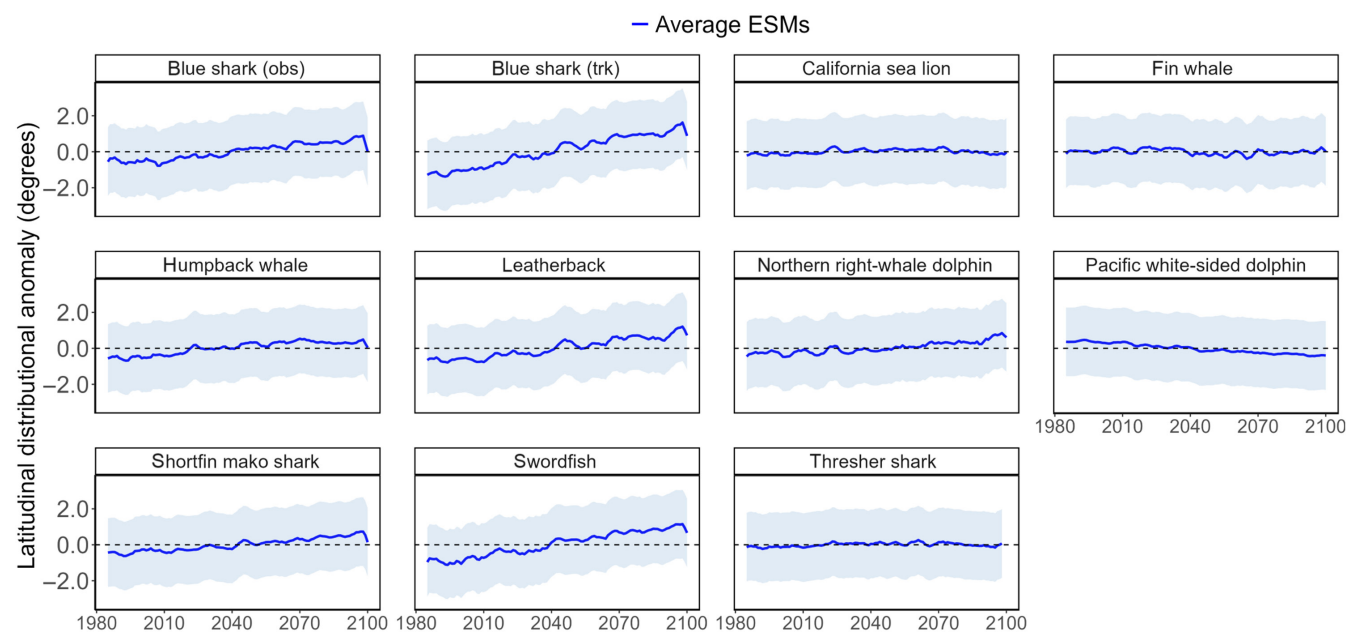 Average ESMs
Latitudinal distributional anomaly (degrees)
Blue shark (obs)
Blue shark (trk)
California sea lion
Fin whale
2.0
0.0
−2.0
Humpback whale
Leatherback
Northern right-whale dolphin
Pacific white-sided dolphin
2.0
0.0
−2.0
1980 2010 2040 2070 2100
Shortfin mako shark
Swordfish
Thresher shark
2.0
0.0
−2.0
1980 2010 2040 2070 2100
1980 2010 2040 2070 2100
1980 2010 2040 2070 2100